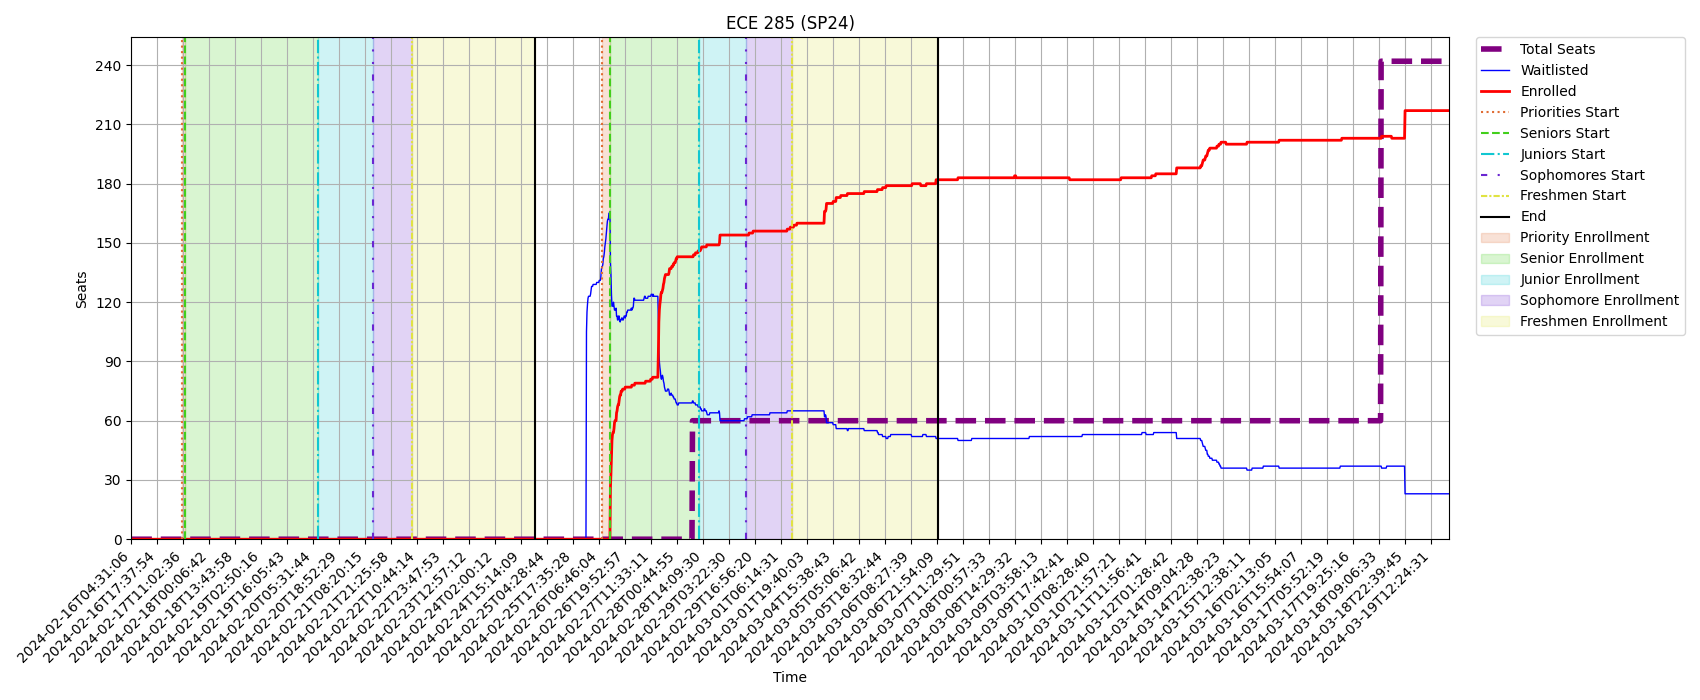 ECE 285 (SP24)
Seats
240
210
180
150
120
90
60
30
0
2024-02-16T04:31:06
2024-02-16T17:37:54
2024-02-17T11:02:36
2024-02-18T00:06:42
2024-02-18T13:43:58
2024-02-19T02:50:16
2024-02-19T16:05:43
2024-02-20T05:31:44
2024-02-20T18:52:29
2024-02-21T08:20:15
2024-02-21T21:25:58
2024-02-22T10:44:14
2024-02-22T23:47:53
2024-02-23T12:57:12
2024-02-24T02:00:12
2024-02-24T15:14:09
2024-02-25T04:28:44
2024-02-25T17:35:28
2024-02-26T06:46:04
2024-02-26T19:52:57
2024-02-27T11:33:11
2024-02-28T00:44:55
2024-02-28T14:09:30
2024-02-29T03:22:30
2024-02-29T16:56:20
2024-03-01T06:14:31
2024-03-01T19:40:03
2024-03-04T15:38:43
2024-03-05T05:06:42
2024-03-05T18:32:44
2024-03-06T08:27:39
2024-03-06T21:54:09
2024-03-07T11:29:51
2024-03-08T00:57:33
2024-03-08T14:29:32
2024-03-09T03:58:13
2024-03-09T17:42:41
2024-03-10T08:28:40
2024-03-10T21:57:21
2024-03-11T11:56:41
2024-03-12T01:28:42
2024-03-14T09:04:28
2024-03-14T22:38:23
2024-03-15T12:38:11
2024-03-16T02:13:05
2024-03-16T15:54:07
2024-03-17T05:52:19
2024-03-17T19:25:16
2024-03-18T09:06:33
2024-03-18T22:39:45
2024-03-19T12:24:31
Time
Total Seats
Waitlisted
Enrolled
Priorities Start
Seniors Start
Juniors Start
Sophomores Start
Freshmen Start
End
Priority Enrollment
Senior Enrollment
Junior Enrollment
Sophomore Enrollment
Freshmen Enrollment